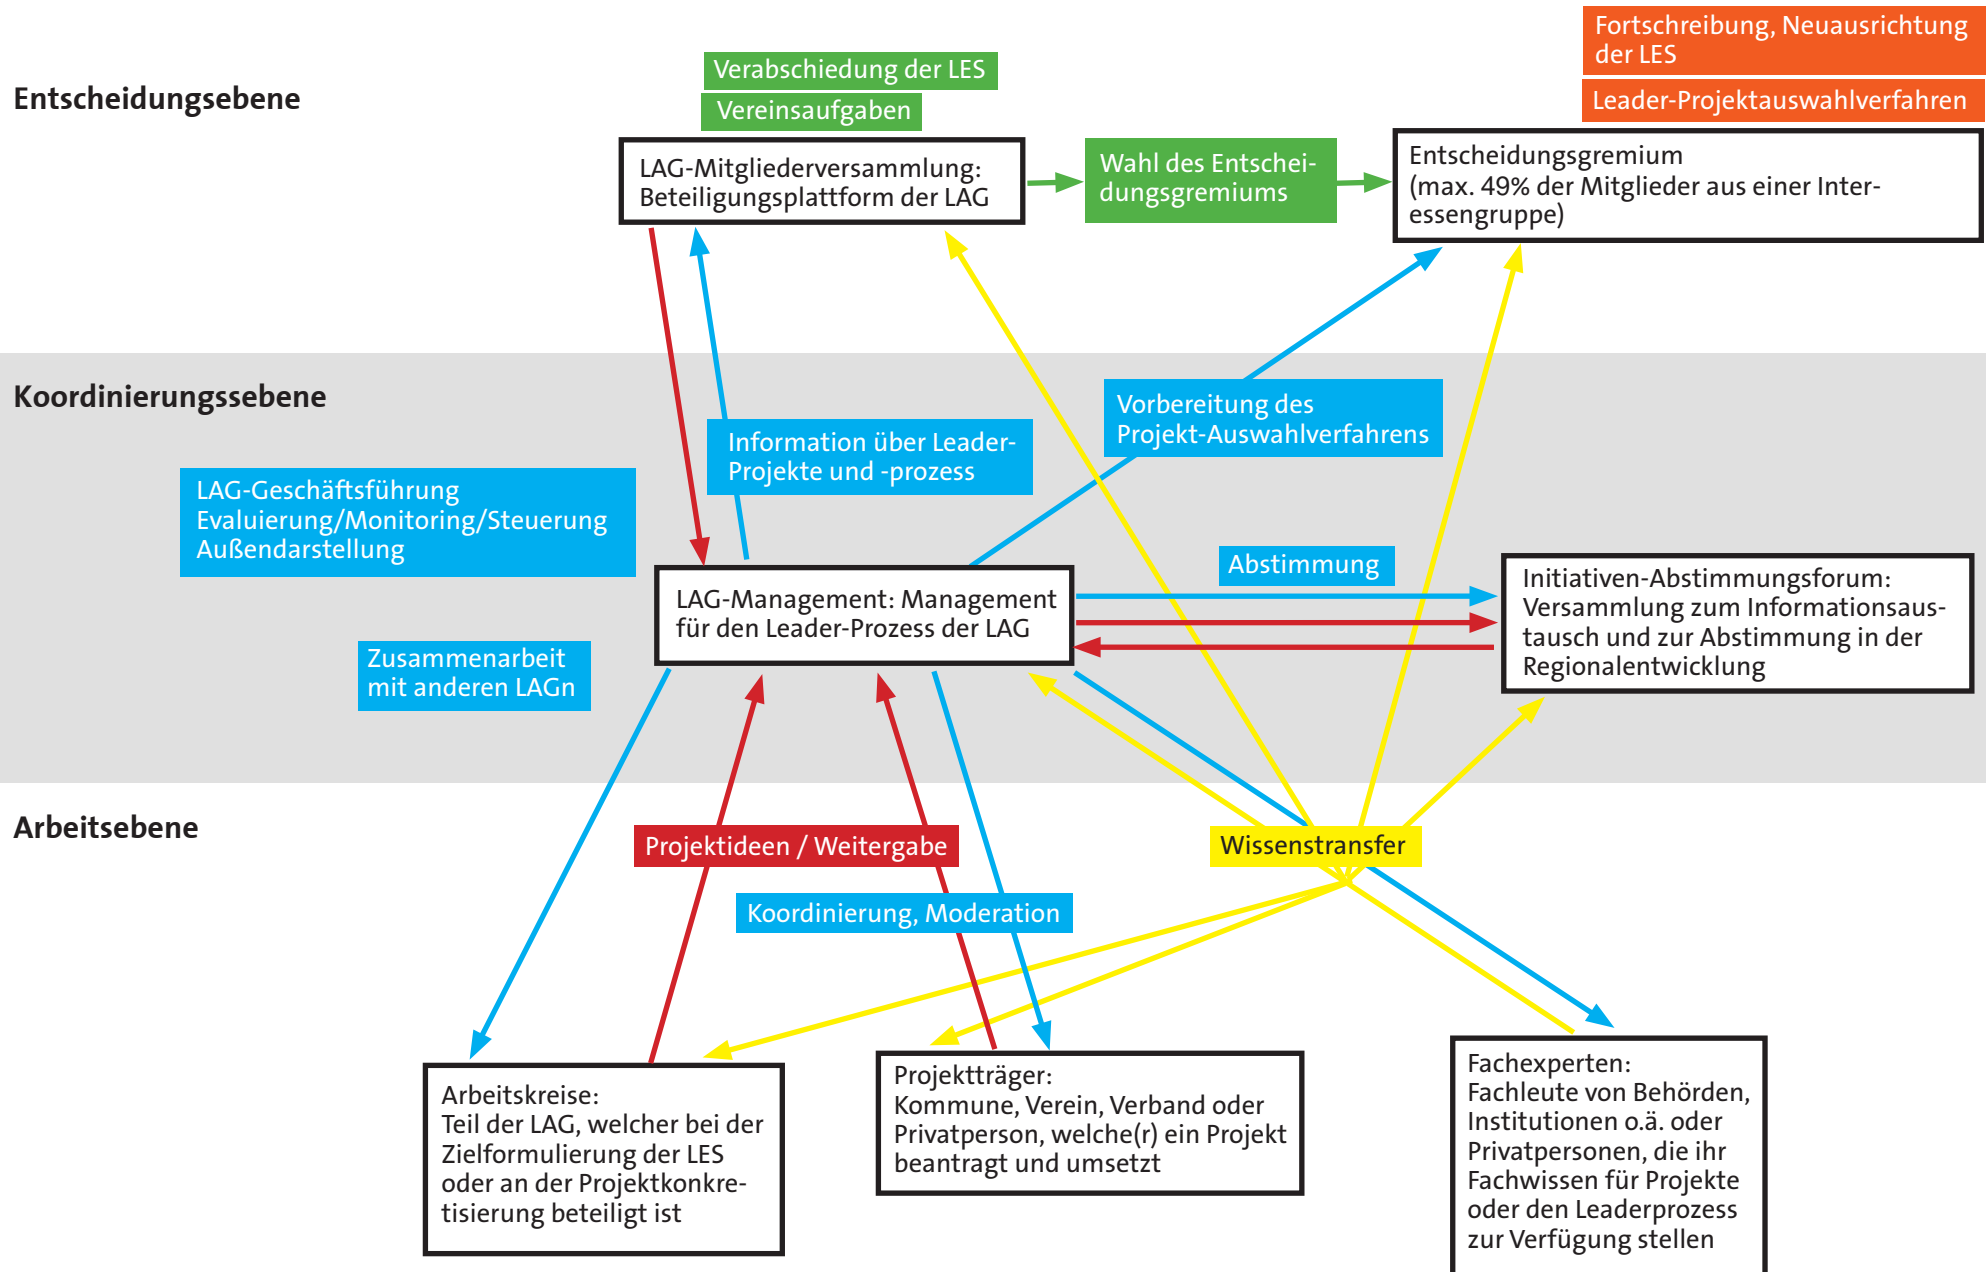 Fortschreibung, Neuausrichtung
der LES
Leader-Projektauswahlverfahren
Verabschiedung der LES
Vereinsaufgaben
Entscheidungsebene
LAG-Mitgliederversammlung:
Beteiligungsplattform der LAG
Wahl des Entschei-
dungsgremiums
Entscheidungsgremium
(max. 49% der Mitglieder aus einer Inter-
essengruppe)
Koordinierungssebene
Information über Leader-
Projekte und -prozess
Vorbereitung des
Projekt-Auswahlverfahrens
LAG-Geschäftsführung
Evaluierung/Monitoring/Steuerung
Außendarstellung
Abstimmung
LAG-Management: Management
für den Leader-Prozess der LAG
Initiativen-Abstimmungsforum:
Versammlung zum Informationsaus-
tausch und zur Abstimmung in der
Regionalentwicklung
Zusammenarbeit
mit anderen LAGn
Arbeitsebene
Projektideen / Weitergabe
Wissenstransfer
Koordinierung, Moderation
Arbeitskreise:
Teil der LAG, welcher bei der
Zielformulierung der LES
oder an der Projektkonkre-
tisierung beteiligt ist
Projektträger:
Kommune, Verein, Verband oder
Privatperson, welche(r) ein Projekt
beantragt und umsetzt
Fachexperten:
Fachleute von Behörden,
Institutionen o.ä. oder
Privatpersonen, die ihr
Fachwissen für Projekte
oder den Leaderprozess
zur Verfügung stellen